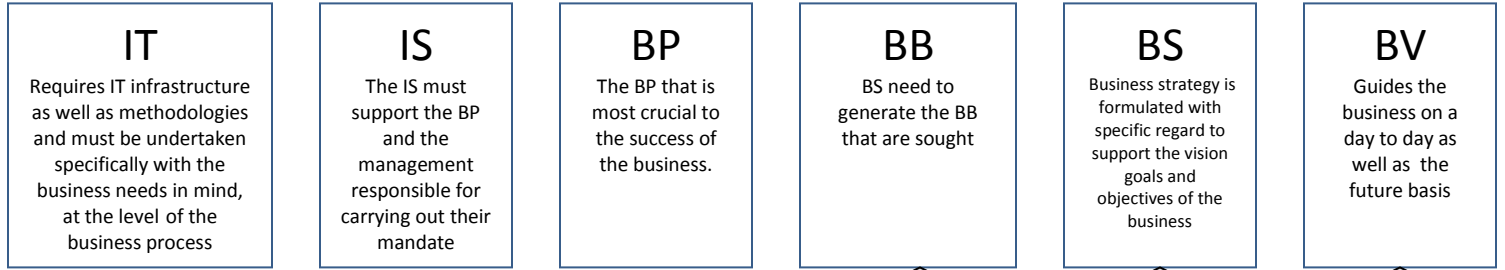 IT
Requires IT infrastructure
as well as methodologies
and must be undertaken
specifically with the
business needs in mind,
at the level of the
business process
IS
The IS must
support the BP
and the
management
responsible for
carrying out their
mandate
BP
The BP that is
most crucial to
the success of
the business.
BB
BS need to
generate the BB
that are sought
BS
Business strategy is
formulated with
specific regard to
support the vision
goals and
objectives of the
business
BV
Guides the
business on a
day to day as
well as the
future basis